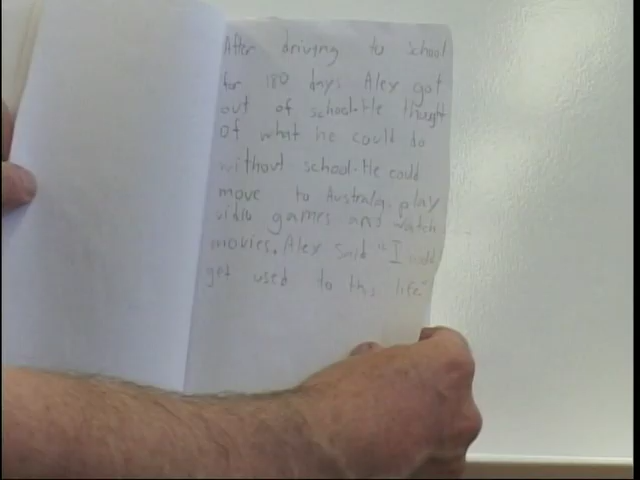 After driving to school
for 180 days Alex got
out of school. He thought
of what he could do
without school. He could
move to Australa. play
video games and watch
movies. Alex said "I could
get used to this life"